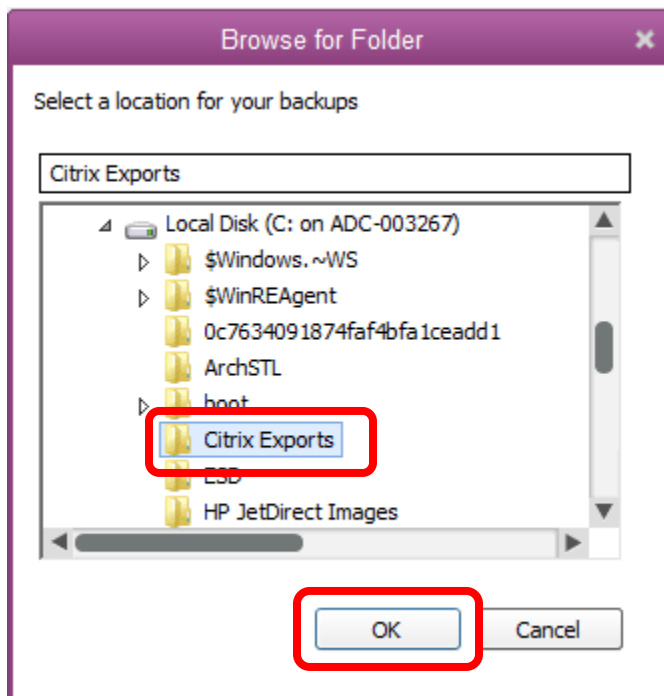 Browse for Folder
Select a location for your backups
Citrix Exports
Local Disk (C: on ADC-003267)
$Windows.~WS
$WinREAgent
0c7634091874faf4bfa1ceadd1
ArchSTL
boot
Citrix Exports
ESD
HP JetDirect Images
OK Cancel